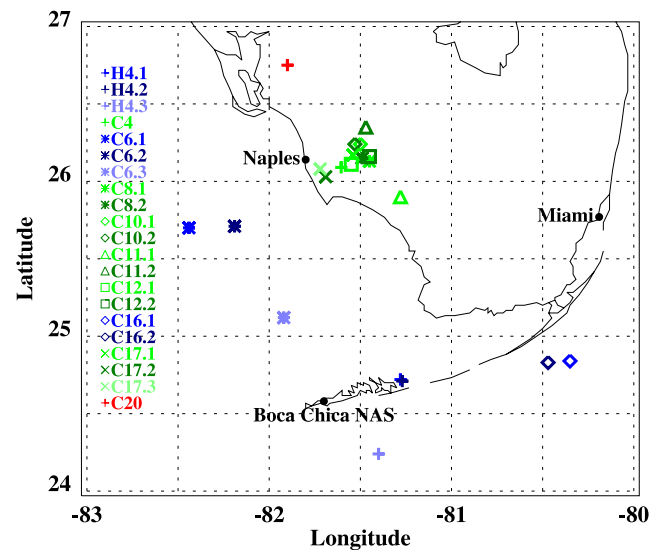 27
H4.1
H4.2
H4.3
C4
C6.1
C6.2
C6.3
C8.1
C8.2
C10.1
C10.2
C11.1
C11.2
C12.1
C12.2
C16.1
C16.2
C17.1
C17.2
C17.3
C20
Naples
26
Miami
Latitude
25
Boca Chica NAS
24
-83
-82
-81
-80
Longitude